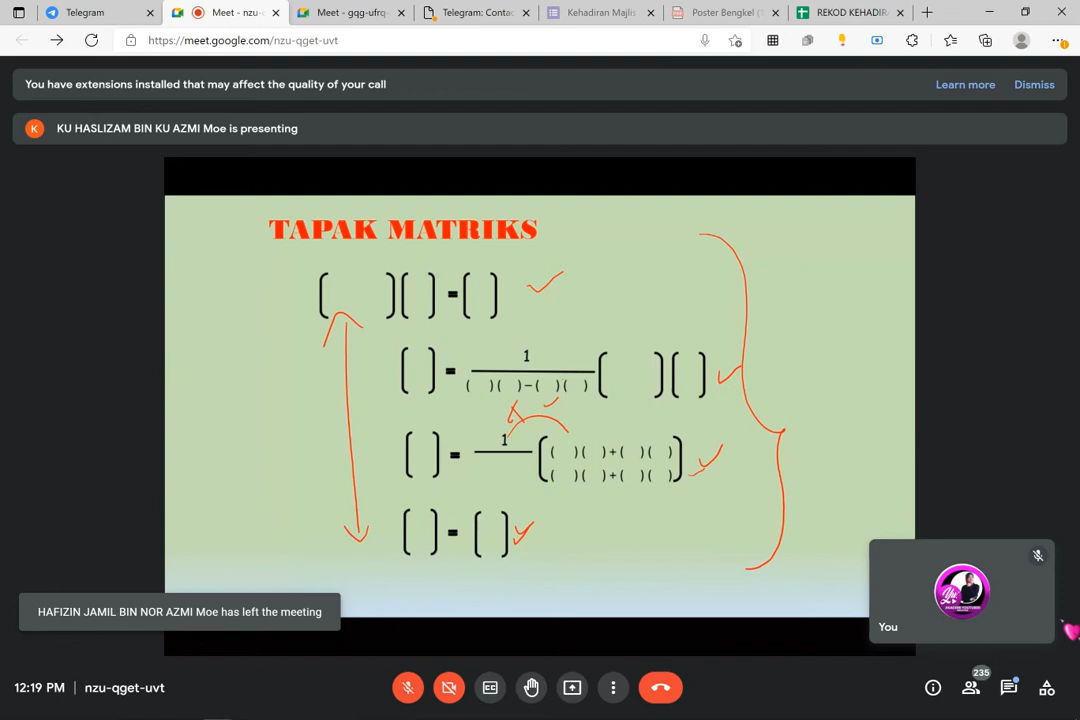 Telegram
Meet - nzu-
Meet - gqg-ufrq-
Telegram: Contac
Kehadiran Majlis
Poster Bengkel (1
REKOD KEHADIRA
https://meet.google.com/nzu-qget-uvt
You have extensions installed that may affect the quality of your call
Learn more
Dismiss
K
KU HASLIZAM BIN KU AZMI Moe is presenting
TAPAK MATRIKS
( )( ) = ( )
( ) = 1 / ( )( ) − ( )( ) ( )( )
( ) = 1 / ( ( )( ) + ( )( )
( )( ) + ( )( ) )
( ) = ( )
HAFIZIN JAMIL BIN NOR AZMI Moe has left the meeting
You
12:19 PM | nzu-qget-uvt
235